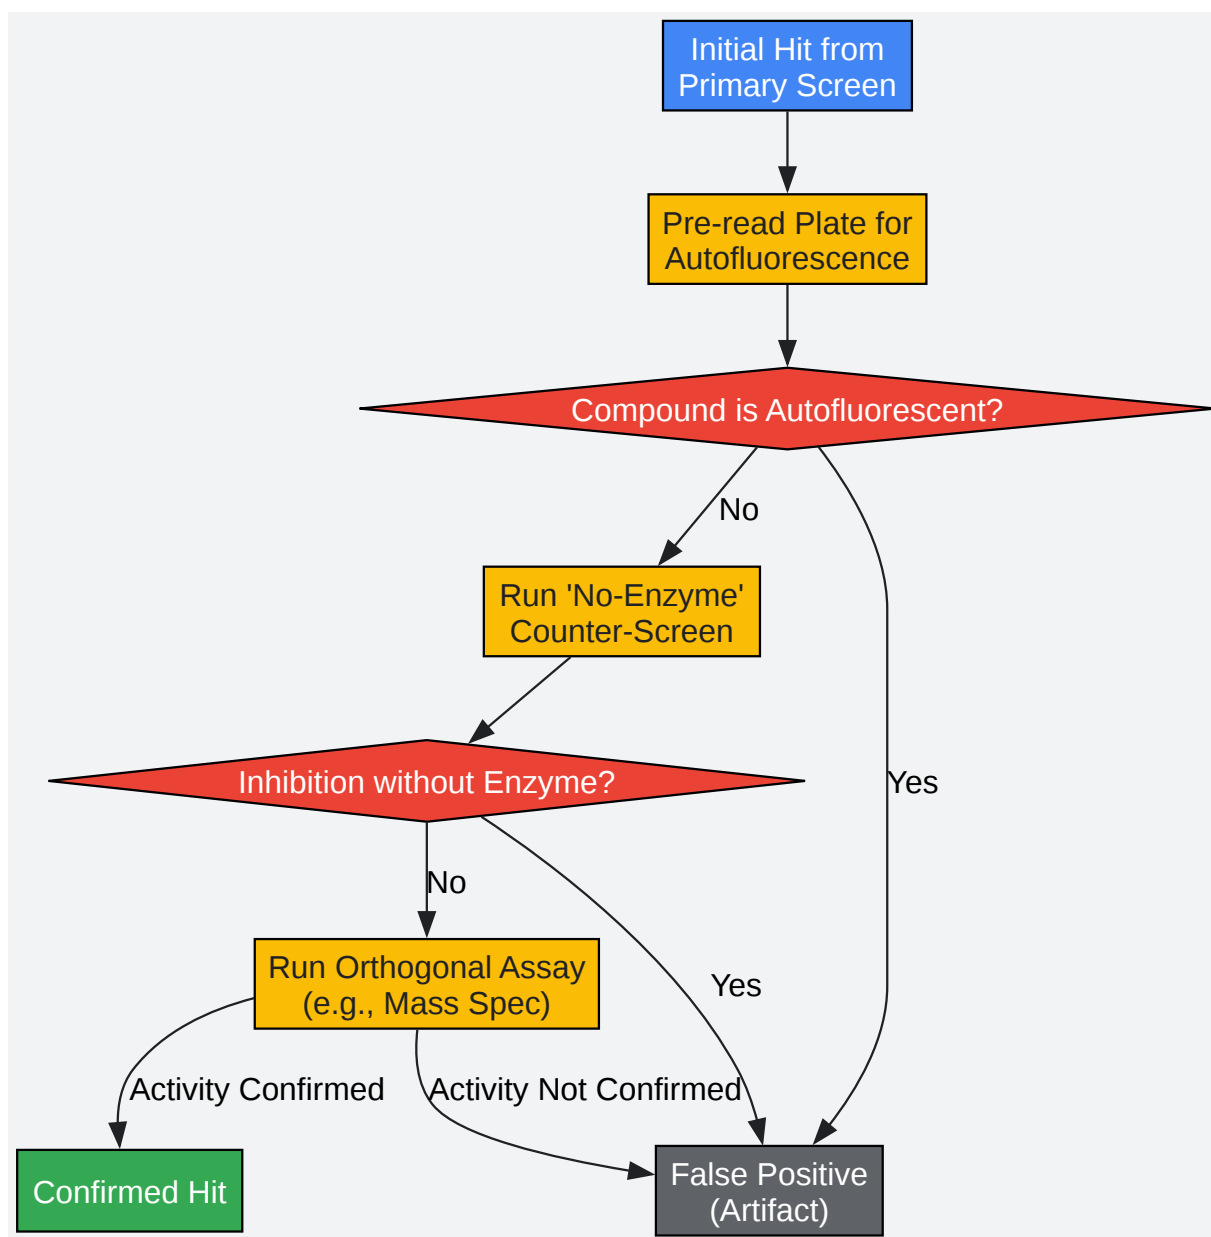 Initial Hit from
Primary Screen
Pre-read Plate for
Autofluorescence
Compound is Autofluorescent?
No
Run 'No-Enzyme'
Counter-Screen
Inhibition without Enzyme?
Yes
No
Run Orthogonal Assay
(e.g., Mass Spec)
Yes
Activity Confirmed
Activity Not Confirmed
Confirmed Hit
False Positive
(Artifact)